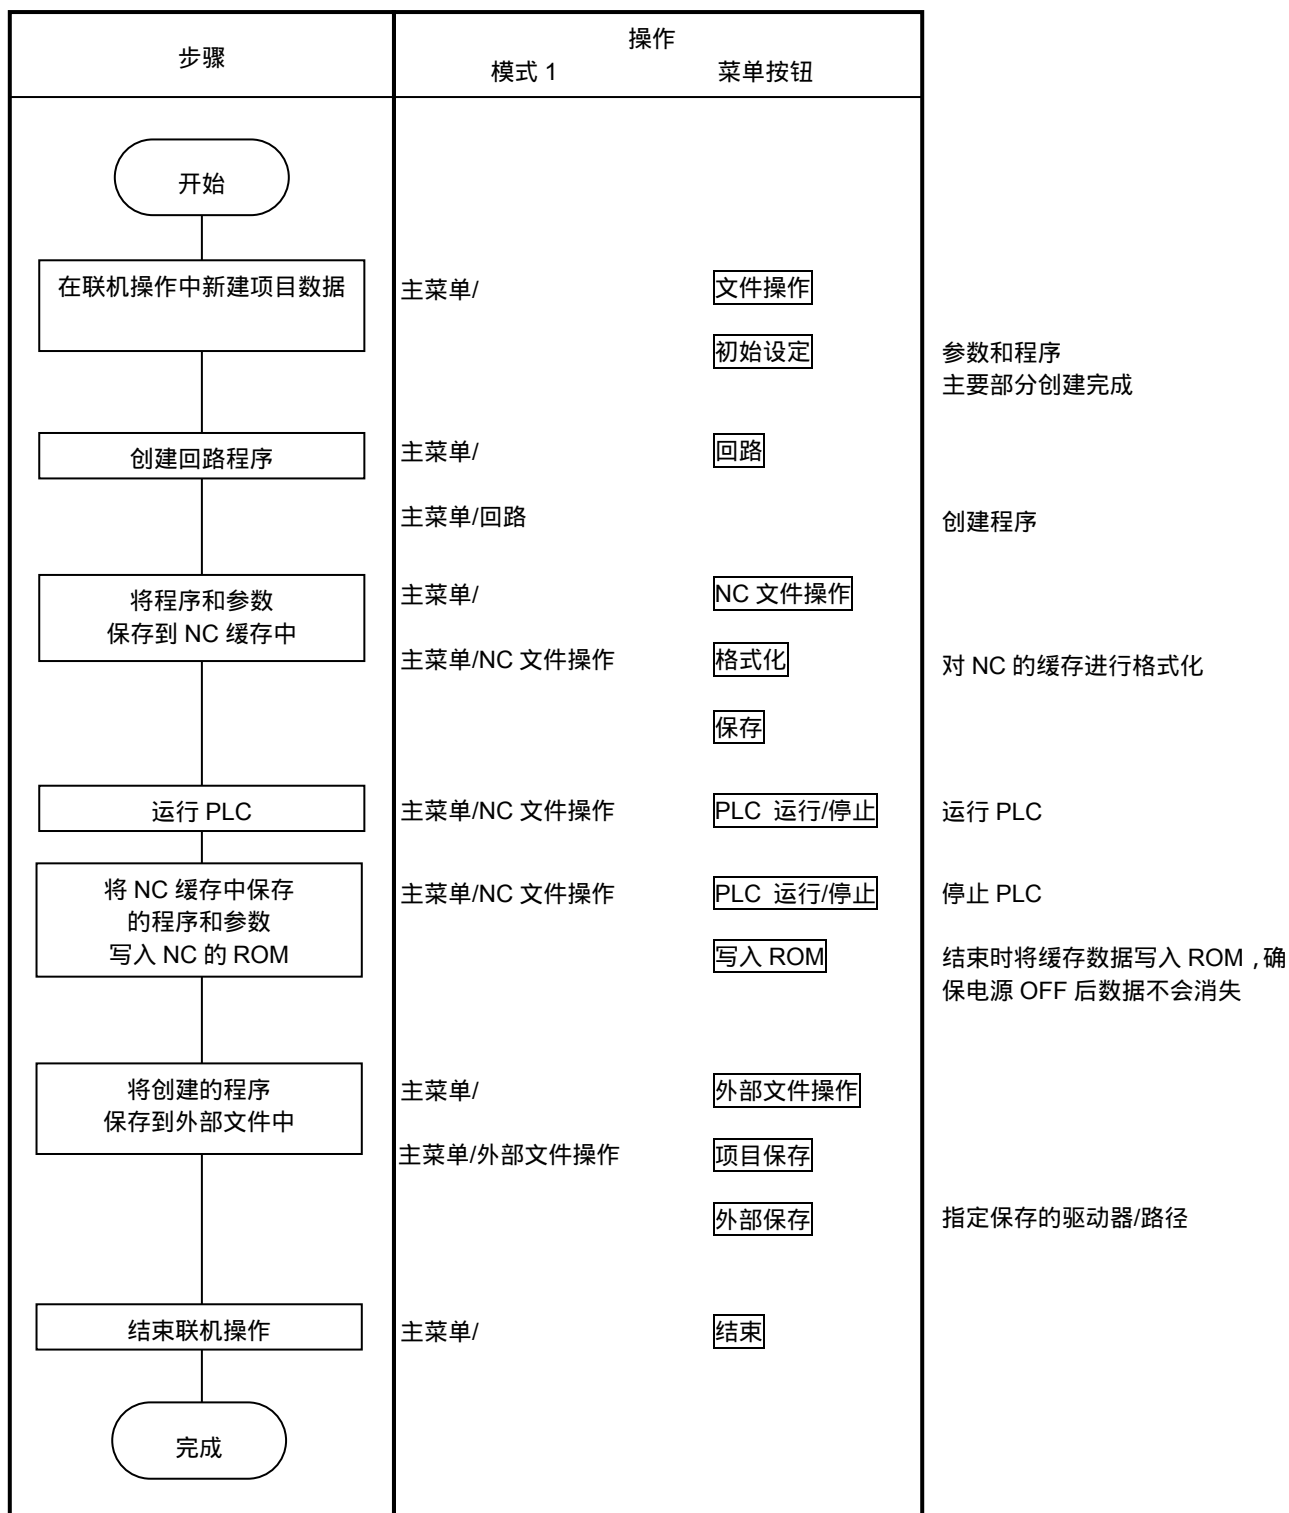 步骤
操作
模式 1 菜单按钮
开始
在联机操作中新建项目数据 主菜单/ 文件操作
初始设定 参数和程序
主要部分创建完成
创建回路程序 主菜单/ 回路
主菜单/回路 创建程序
将程序和参数 主菜单/ NC 文件操作
保存到 NC 缓存中
主菜单/NC 文件操作 格式化 对 NC 的缓存进行格式化
保存
运行 PLC 主菜单/NC 文件操作 PLC 运行/停止 运行 PLC
将 NC 缓存中保存 主菜单/NC 文件操作 PLC 运行/停止 停止 PLC
的程序和参数
写入 NC 的 ROM 写入 ROM 结束时将缓存数据写入 ROM，确
保电源 OFF 后数据不会消失
将创建的程序 主菜单/ 外部文件操作
保存到外部文件中
主菜单/外部文件操作 项目保存
外部保存 指定保存的驱动器/路径
结束联机操作 主菜单/ 结束
完成